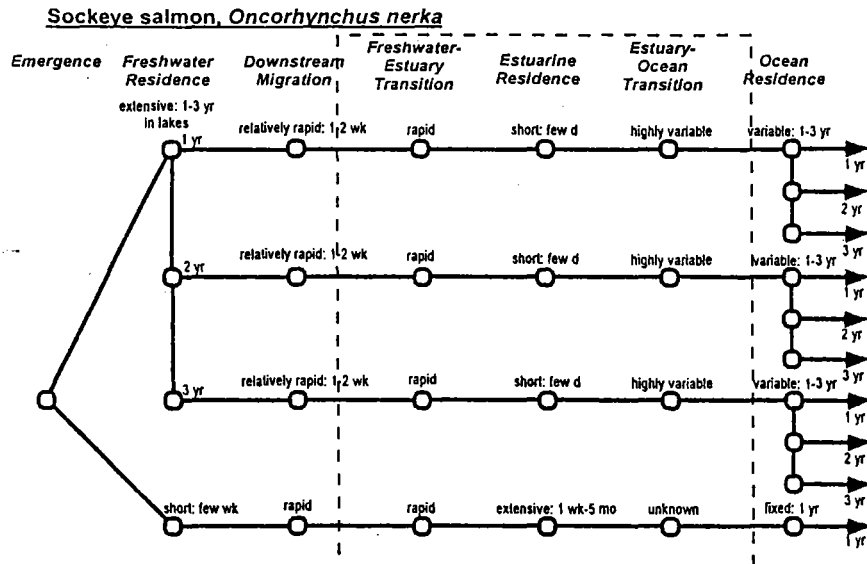 Sockeye salmon, Oncorhynchus nerka
Emergence
Freshwater
Residence
Downstream
Migration
Freshwater-
Estuary
Transition
Estuarine
Residence
Estuary-
Ocean
Transition
Ocean
Residence
extensive: 1-3 yr
in lakes
1 yr
relatively rapid: 1-2 wk
rapid
short: few d
highly variable
variable: 1-3 yr
1 yr
2 yr
3 yr
2 yr
relatively rapid: 1-2 wk
rapid
short: few d
highly variable
variable: 1-3 yr
1 yr
2 yr
3 yr
3 yr
relatively rapid: 1-2 wk
rapid
short: few d
highly variable
variable: 1-3 yr
1 yr
2 yr
3 yr
short: few wk
rapid
rapid
extensive: 1 wk-5 mo
unknown
fixed: 1 yr
1 yr